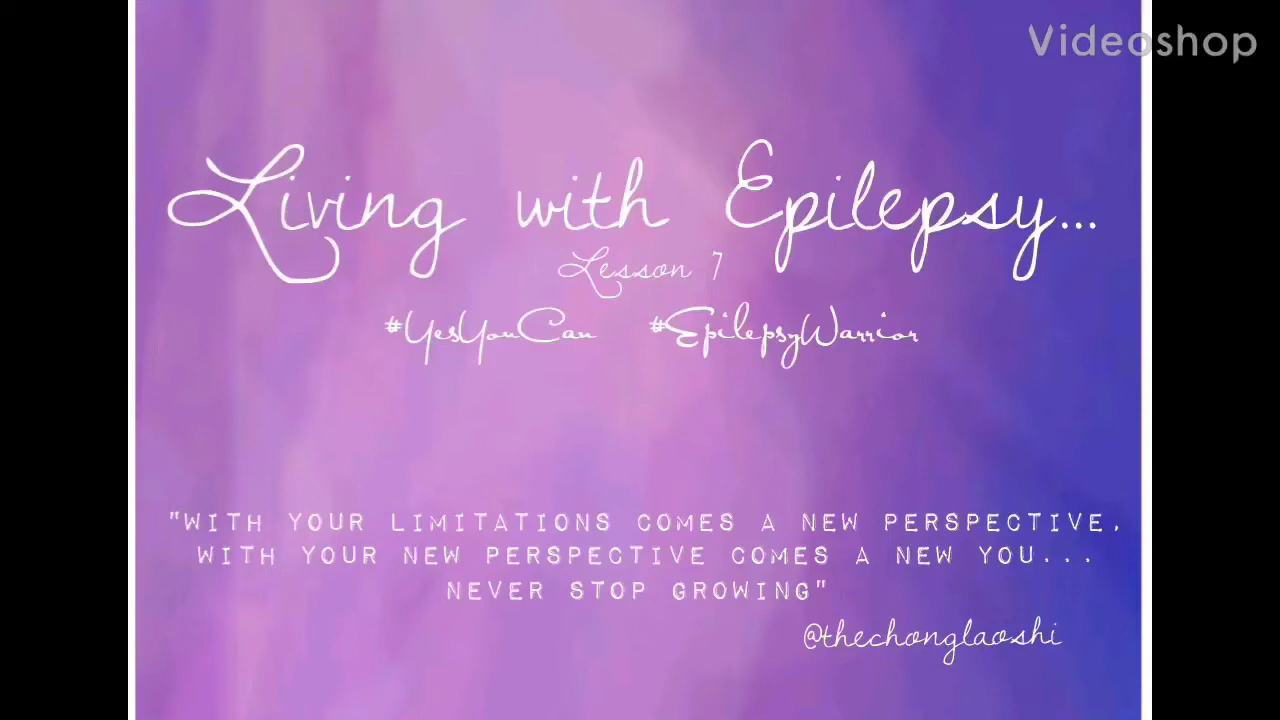 Videoshop
Living with Epilepsy...
Lesson 7
#YesYouCan #EpilepsyWarrior
"WITH YOUR LIMITATIONS COMES A NEW PERSPECTIVE,
WITH YOUR NEW PERSPECTIVE COMES A NEW YOU...
NEVER STOP GROWING"
@thechonglaoshi